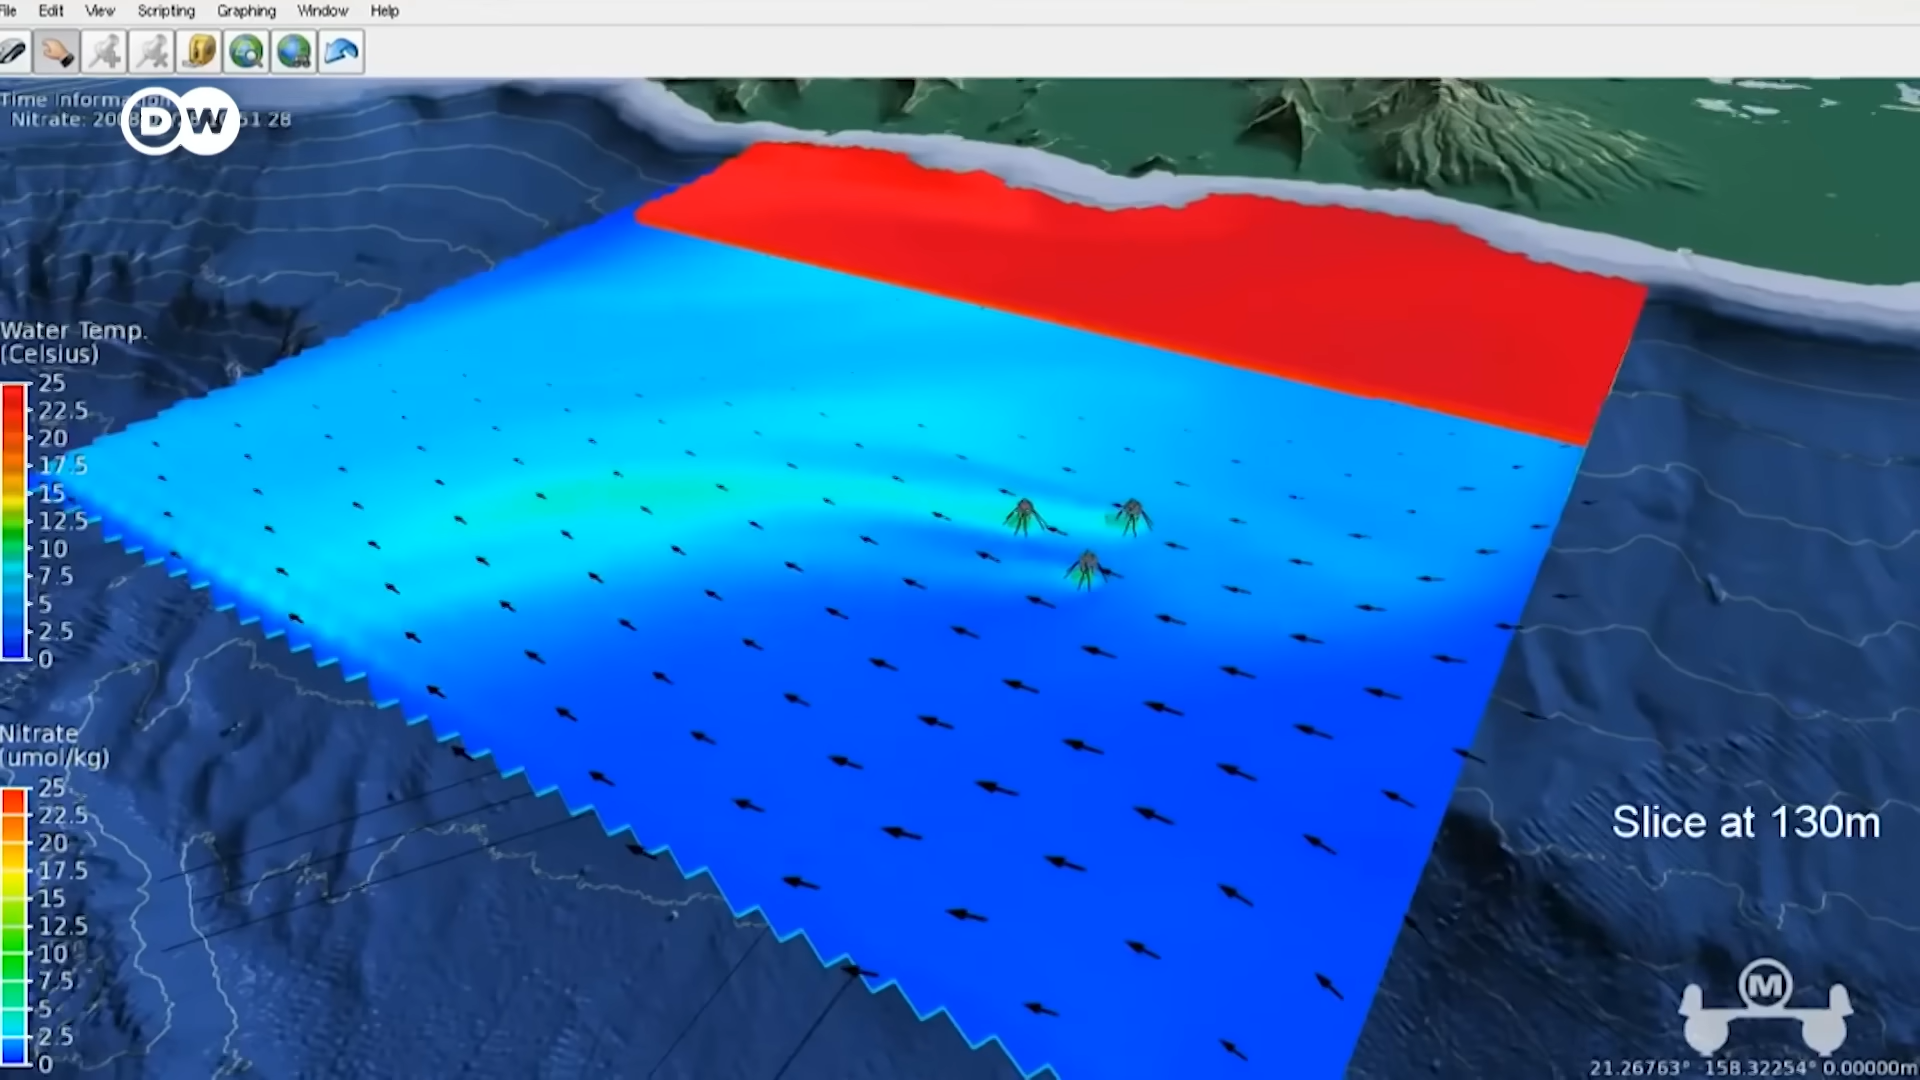 File Edit View Scripting Graphing Window Help
Time Information
DW
Nitrate: 51 28
Water Temp.
(Celsius)
25
22.5
20
17.5
15
12.5
10
7.5
5
2.5
0
Nitrate
(umol/kg)
25
22.5
20
17.5
15
12.5
10
7.5
5
2.5
0
Slice at 130m
M
21.26763° -158.32254° 0.00000m